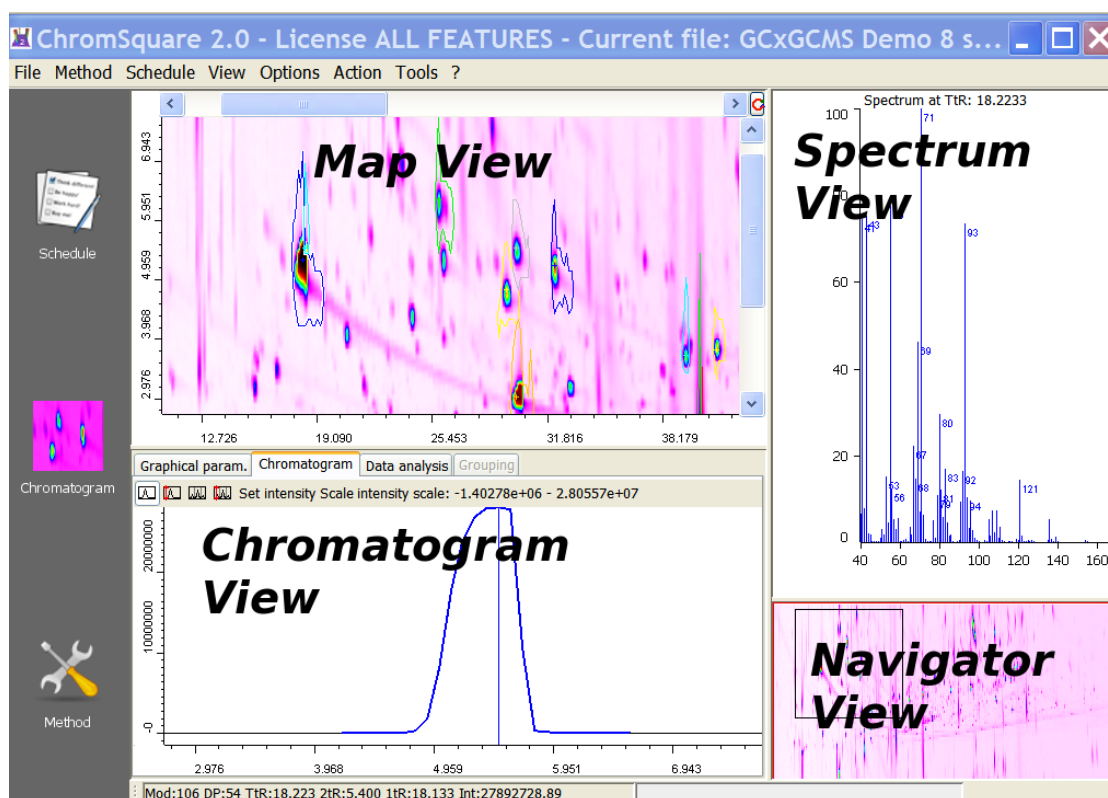 ChromSquare 2.0 - License ALL FEATURES - Current file: GCxGCMS Demo 8 s...
File Method Schedule View Options Action Tools ?
Schedule
Chromatogram
Method
Map View
6.943
5.951
4.959
3.968
2.976
12.726 19.090 25.453 31.816 38.179
Graphical param. Chromatogram Data analysis Grouping
Set intensity Scale intensity scale: -1.40278e+06 - 2.80557e+07
Chromatogram
View
20000000
10000000
-0
2.976 3.968 4.959 5.951 6.943
Mod:106 DP:54 TtR:18.223 2tR:5.400 1tR:18.133 Int:27892728.89
Spectrum at TtR: 18.2233
Spectrum
View
100
80
60
40
20
0
71
43
93
69
80
67
83
92
53
68
56
81
79
94
121
40 60 80 100 120 140 160
Navigator
View